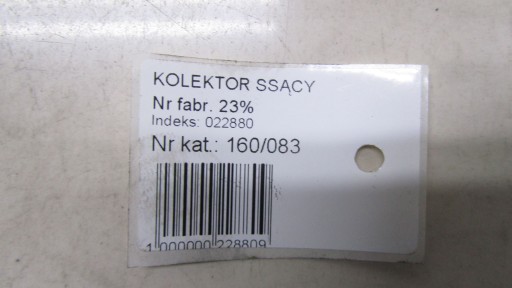 KOLEKTOR SSĄCY
Nr fabr. 23%
Indeks: 022880
Nr kat.: 160/083
1 000000 228809